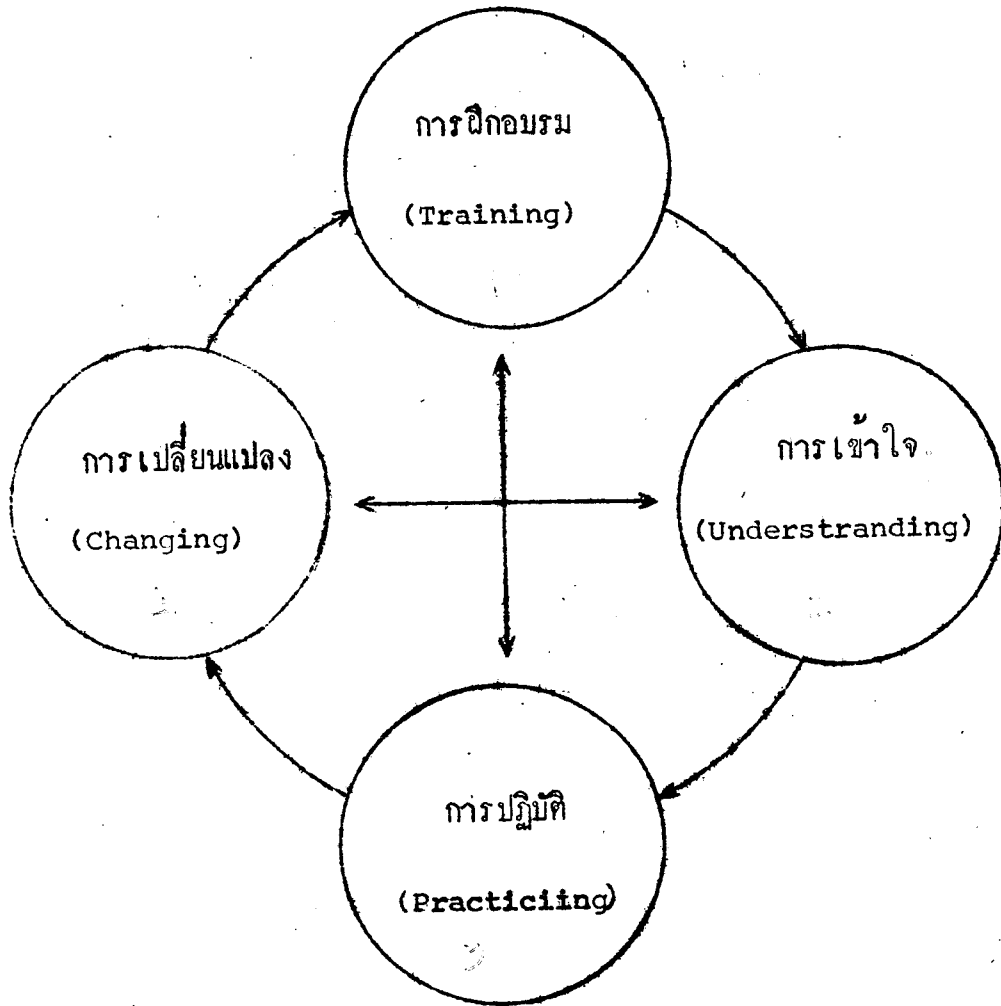 การฝึกอบรม
(Training)
การเปลี่ยนแปลง
(Changing)
การเข้าใจ
(Understranding)
การปฏิบัติ
(Practiciing)